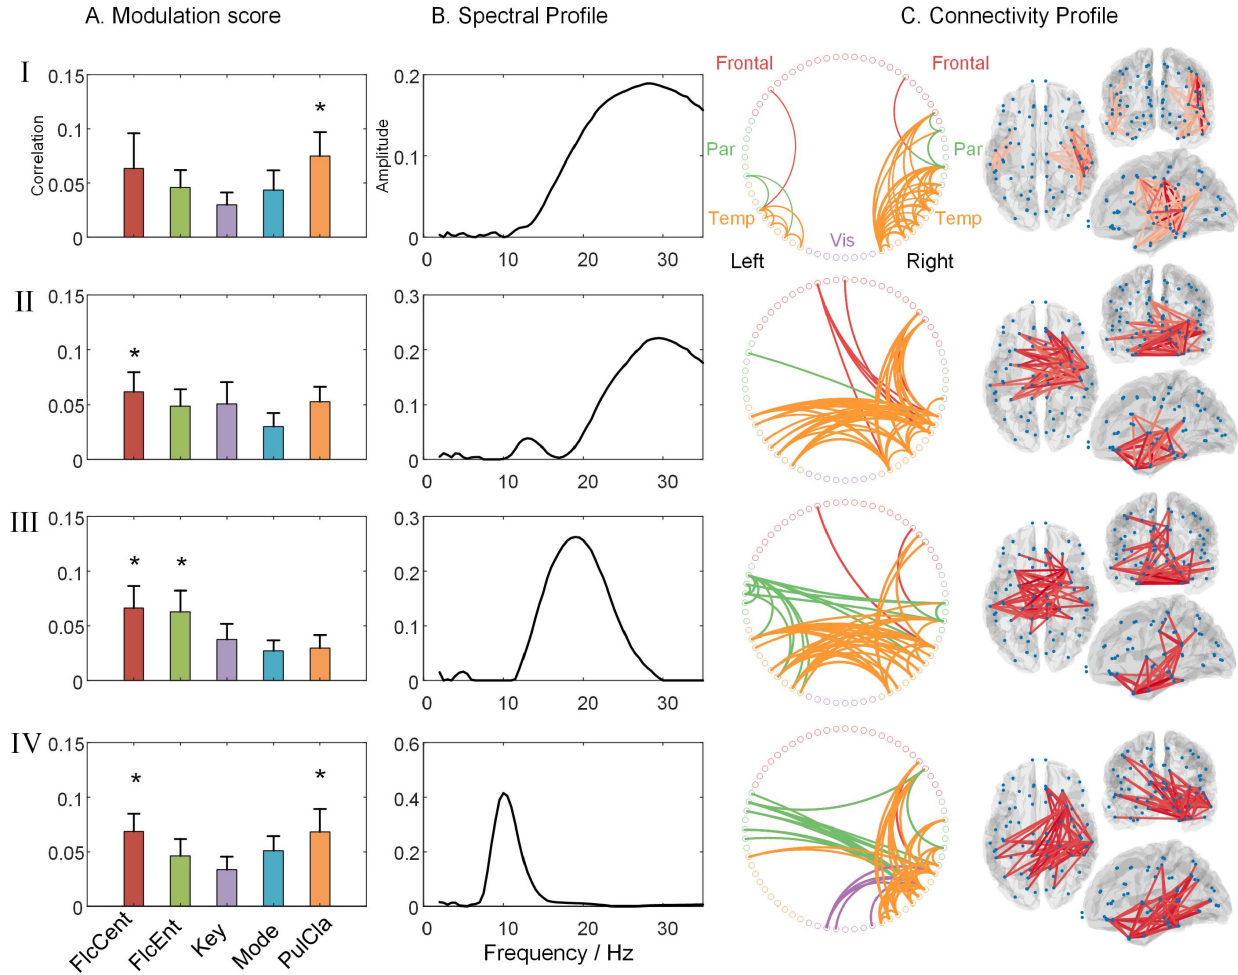 A. Modulation score
B. Spectral Profile
C. Connectivity Profile
I
Correlation
0.15
0.1
0.05
0
*
Amplitude
0.2
0.1
0
0 10 20 30
Frontal Frontal
Par Par
Temp Temp
Vis
Left Right
II
0.15
0.1
0.05
0
*
0.3
0.2
0.1
0
0 10 20 30
III
0.15
0.1
0.05
0
* *
0.3
0.2
0.1
0
0 10 20 30
IV
0.15
0.1
0.05
0
* *
FlcCent FlcEnt Key Mode PulCla
0.6
0.4
0.2
0
0 10 20 30
Frequency / Hz